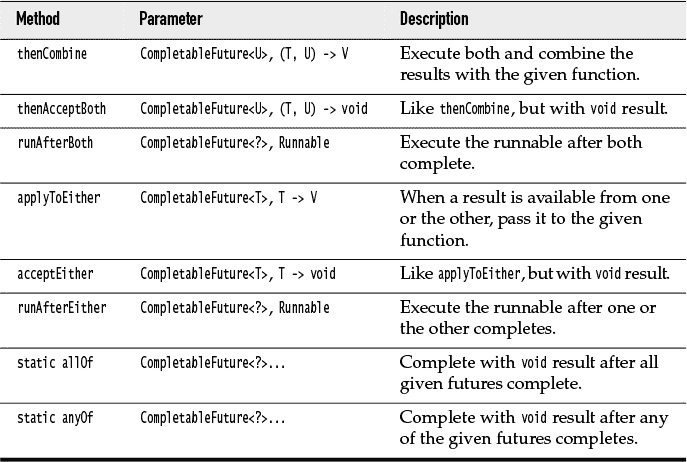 Method Parameter Description
thenCombine CompletableFuture<U>, (T, U) -> V Execute both and combine the
results with the given function.
thenAcceptBoth CompletableFuture<U>, (T, U) -> void Like thenCombine, but with void result.
runAfterBoth CompletableFuture<?>, Runnable Execute the runnable after both
complete.
applyToEither CompletableFuture<T>, T -> V When a result is available from one
or the other, pass it to the given
function.
acceptEither CompletableFuture<T>, T -> void Like applyToEither, but with void result.
runAfterEither CompletableFuture<?>, Runnable Execute the runnable after one or
the other completes.
static allOf CompletableFuture<?>... Complete with void result after all
given futures complete.
static anyOf CompletableFuture<?>... Complete with void result after any
of the given futures completes.